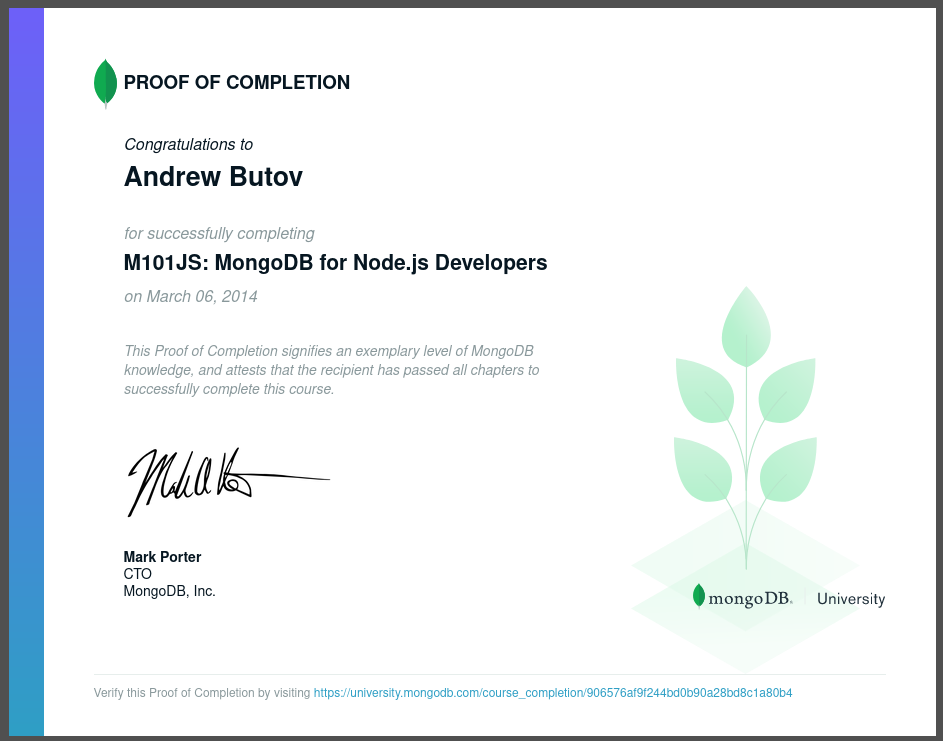 PROOF OF COMPLETION
Congratulations to
Andrew Butov
for successfully completing
M101JS: MongoDB for Node.js Developers
on March 06, 2014
This Proof of Completion signifies an exemplary level of MongoDB
knowledge, and attests that the recipient has passed all chapters to
successfully complete this course.
Mark Porter
CTO
MongoDB, Inc.
mongoDB. University
Verify this Proof of Completion by visiting https://university.mongodb.com/course_completion/906576af9f244bd0b90a28bd8c1a80b4